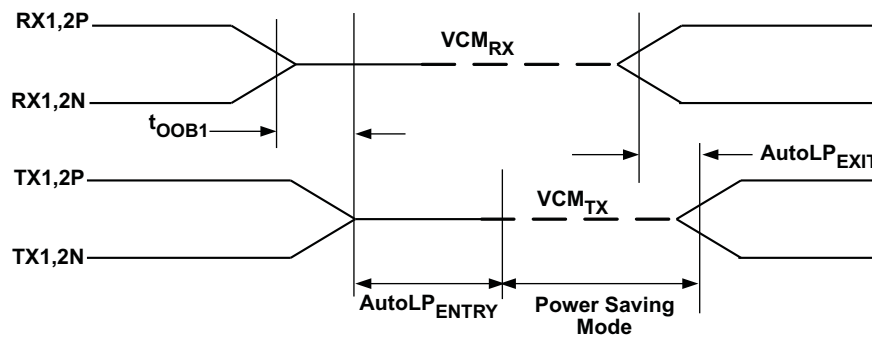 RX1,2P
VCMRX
RX1,2N
tOOB1
AutoLPEXIT
TX1,2P
VCMTX
TX1,2N
AutoLPENTRY
Power Saving
Mode